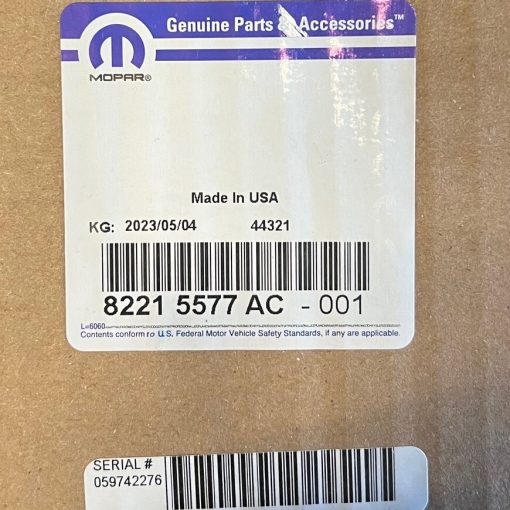 Genuine Parts & Accessories™
MOPAR®
Made In USA
KG: 2023/05/04 44321
8221 5577 AC - 001
L=6060
Contents conform to U.S. Federal Motor Vehicle Safety Standards, if any are applicable.
SERIAL #
059742276